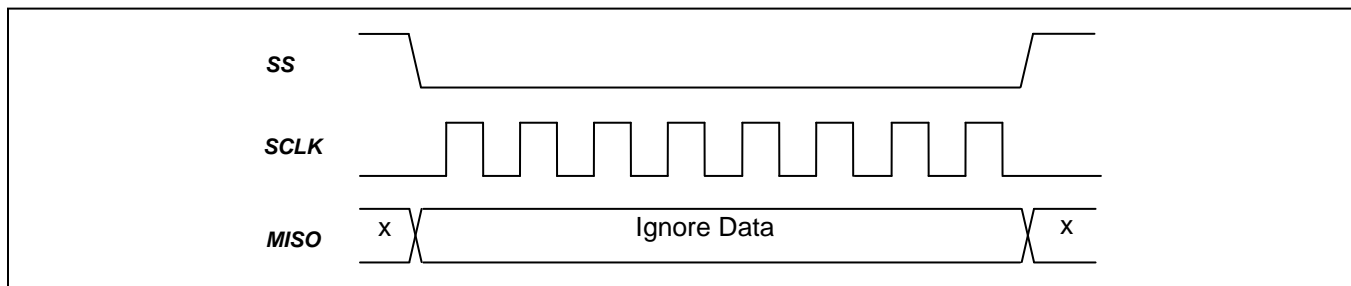 SS
SCLK
MISO
x
Ignore Data
x